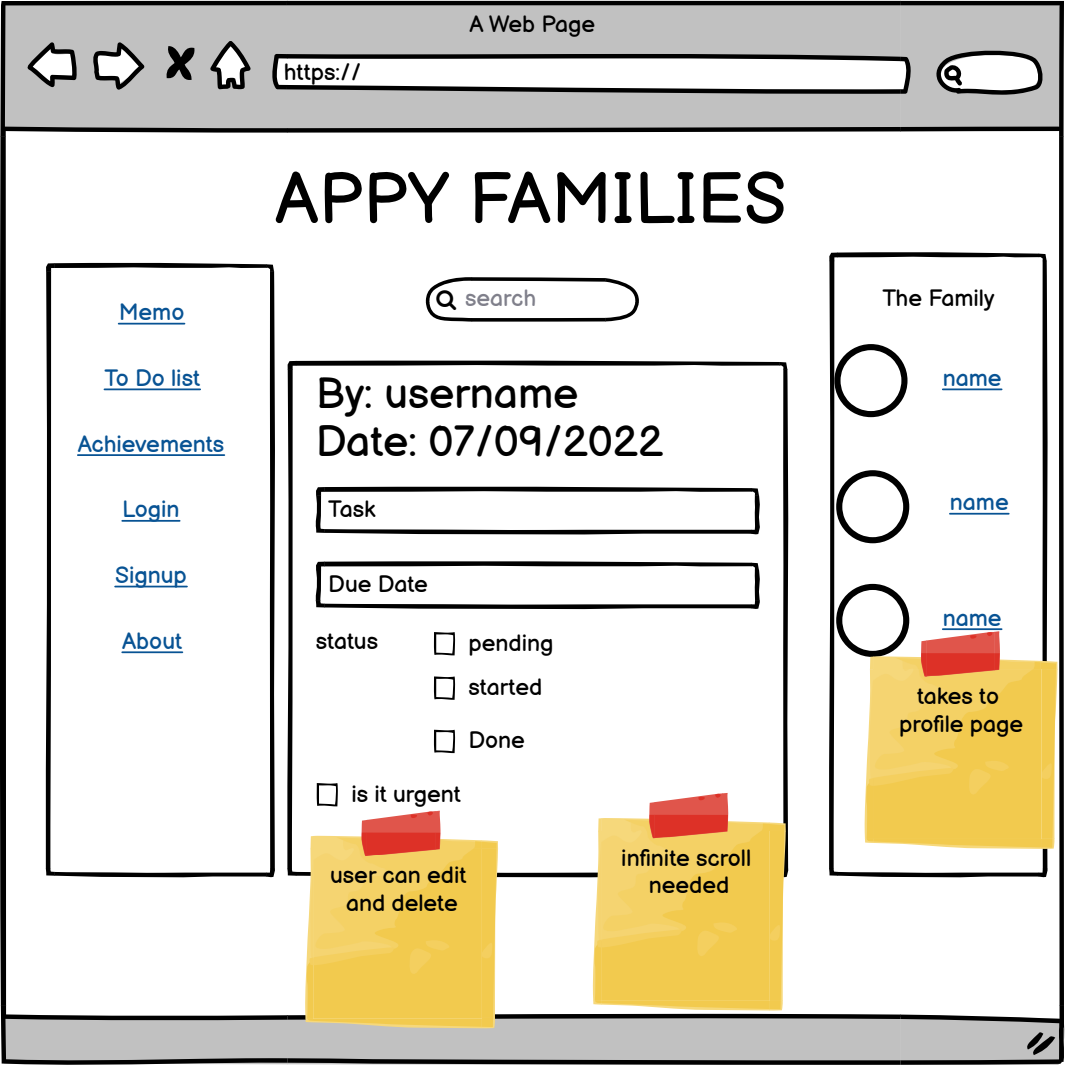 A Web Page
https://
APPY FAMILIES
Memo
To Do list
Achievements
Login
Signup
About
search
By: username
Date: 07/09/2022
Task
Due Date
status
pending
started
Done
is it urgent
user can edit
and delete
infinite scroll
needed
The Family
name
name
name
takes to
profile page